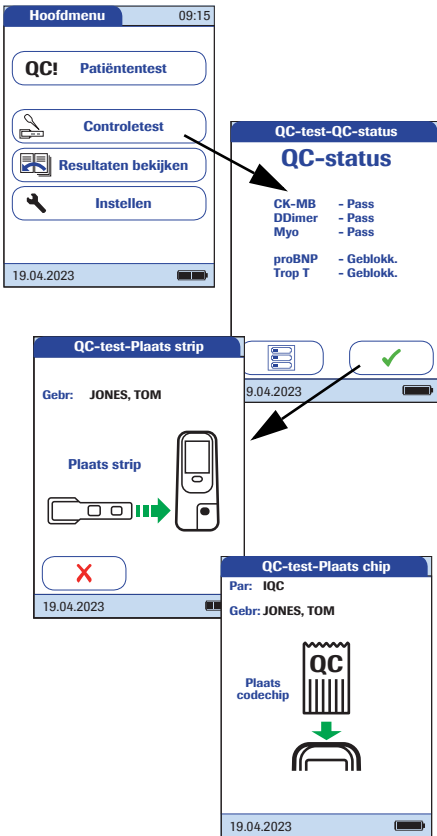 Hoofdmenu 09:15
QC! Patiëntentest
Controletest
Resultaten bekijken
Instellen
19.04.2023
QC-test-QC-status
QC-status
CK-MB - Pass
DDimer - Pass
Myo - Pass
proBNP - Geblokk.
Trop T - Geblokk.
9.04.2023
QC-test-Plaats strip
Gebr: JONES, TOM
Plaats strip
19.04.2023
QC-test-Plaats chip
Par: IQC
Gebr: JONES, TOM
QC
Plaats
codechip
19.04.2023